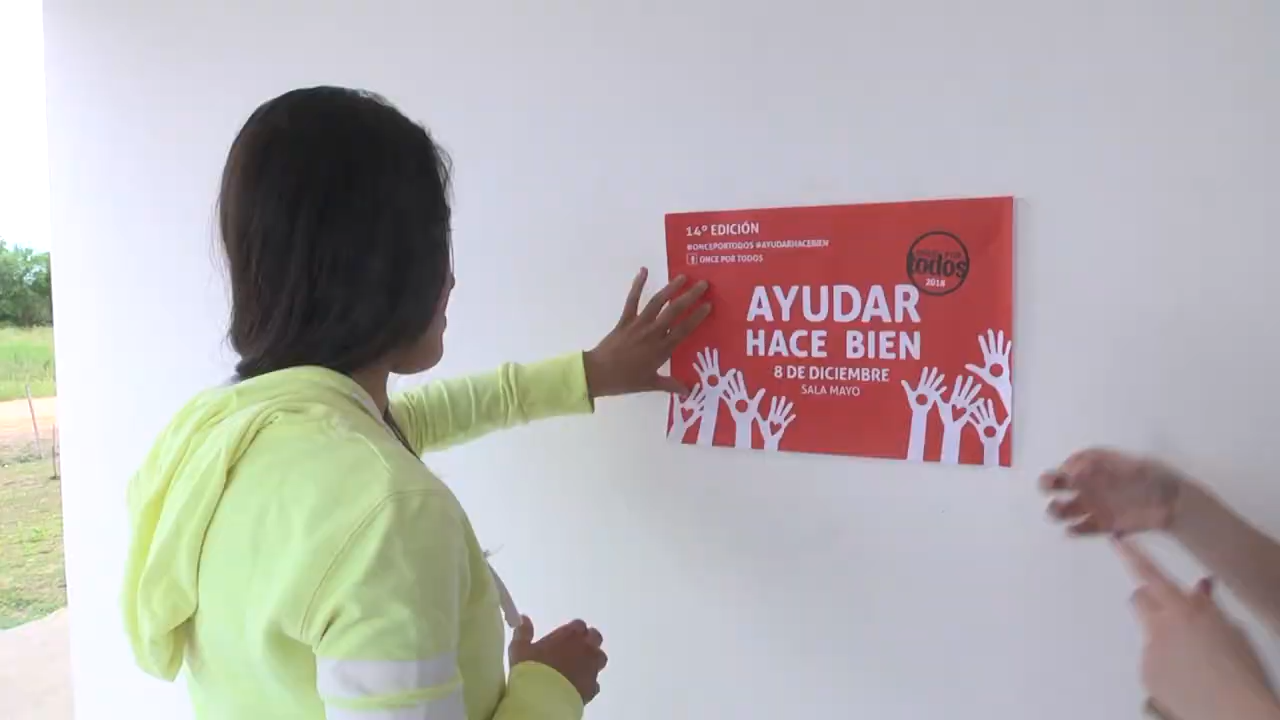 14º EDICIÓN
#ONCEPORTODOS #AYUDARHACEBIEN
f ONCE POR TODOS
todos
2018
AYUDAR
HACE BIEN
8 DE DICIEMBRE
SALA MAYO